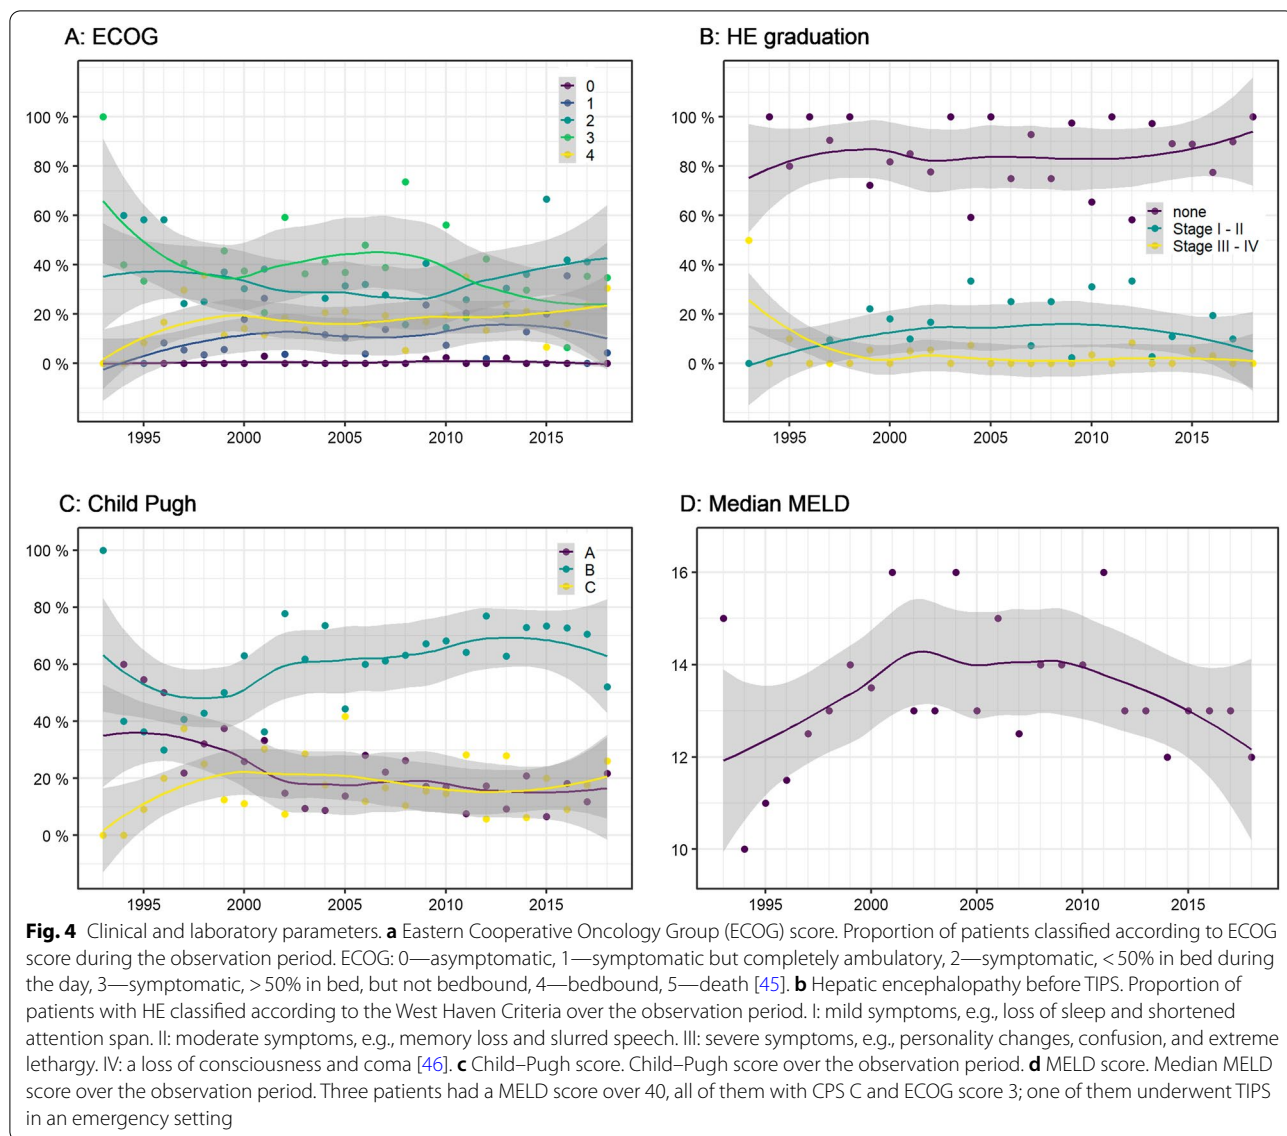 A: ECOG
100 %
80 %
60 %
40 %
20 %
0 %
0
1
2
3
4
1995
2000
2005
2010
2015
B: HE graduation
100 %
80 %
60 %
40 %
20 %
0 %
none
Stage I - II
Stage III - IV
1995
2000
2005
2010
2015
C: Child Pugh
100 %
80 %
60 %
40 %
20 %
0 %
A
B
C
1995
2000
2005
2010
2015
D: Median MELD
16
14
12
10
1995
2000
2005
2010
2015
Fig. 4 Clinical and laboratory parameters. a Eastern Cooperative Oncology Group (ECOG) score. Proportion of patients classified according to ECOG
score during the observation period. ECOG: 0—asymptomatic, 1—symptomatic but completely ambulatory, 2—symptomatic, < 50% in bed during
the day, 3—symptomatic, > 50% in bed, but not bedbound, 4—bedbound, 5—death [45]. b Hepatic encephalopathy before TIPS. Proportion of
patients with HE classified according to the West Haven Criteria over the observation period. I: mild symptoms, e.g., loss of sleep and shortened
attention span. II: moderate symptoms, e.g., memory loss and slurred speech. III: severe symptoms, e.g., personality changes, confusion, and extreme
lethargy. IV: a loss of consciousness and coma [46]. c Child–Pugh score. Child–Pugh score over the observation period. d MELD score. Median MELD
score over the observation period. Three patients had a MELD score over 40, all of them with CPS C and ECOG score 3; one of them underwent TIPS
in an emergency setting